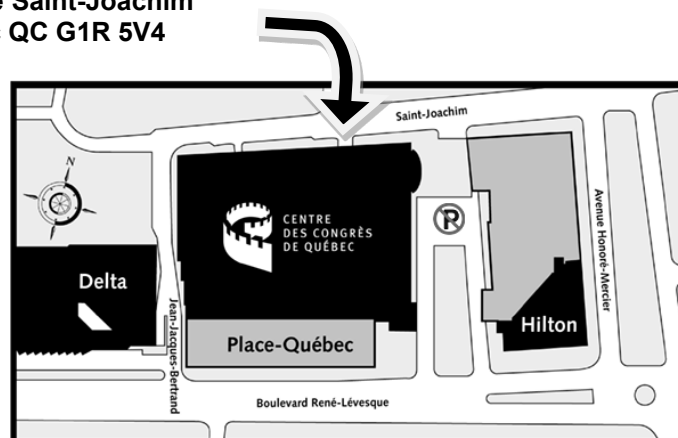 Saint-Joachim
QC G1R 5V4
Saint-Joachim
N
CENTRE
DES CONGRÈS
DE QUÉBEC
P
Avenue Honoré-Mercier
Delta
Jean-Jacques-Bertrand
Place-Québec
Hilton
Boulevard René-Lévesque